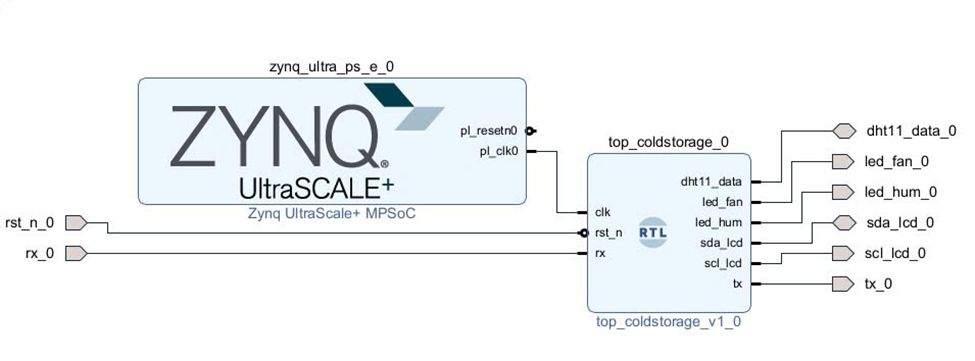 zynq_ultra_ps_e_0
ZYNQ®
UltraSCALE+
pl_resetn0
pl_clk0
Zynq UltraScale+ MPSoC
rst_n_0
rx_0
top_coldstorage_0
clk
rst_n
rx
RTL
dht11_data
led_fan
led_hum
sda_lcd
scl_lcd
tx
top_coldstorage_v1_0
dht11_data_0
led_fan_0
led_hum_0
sda_lcd_0
scl_lcd_0
tx_0